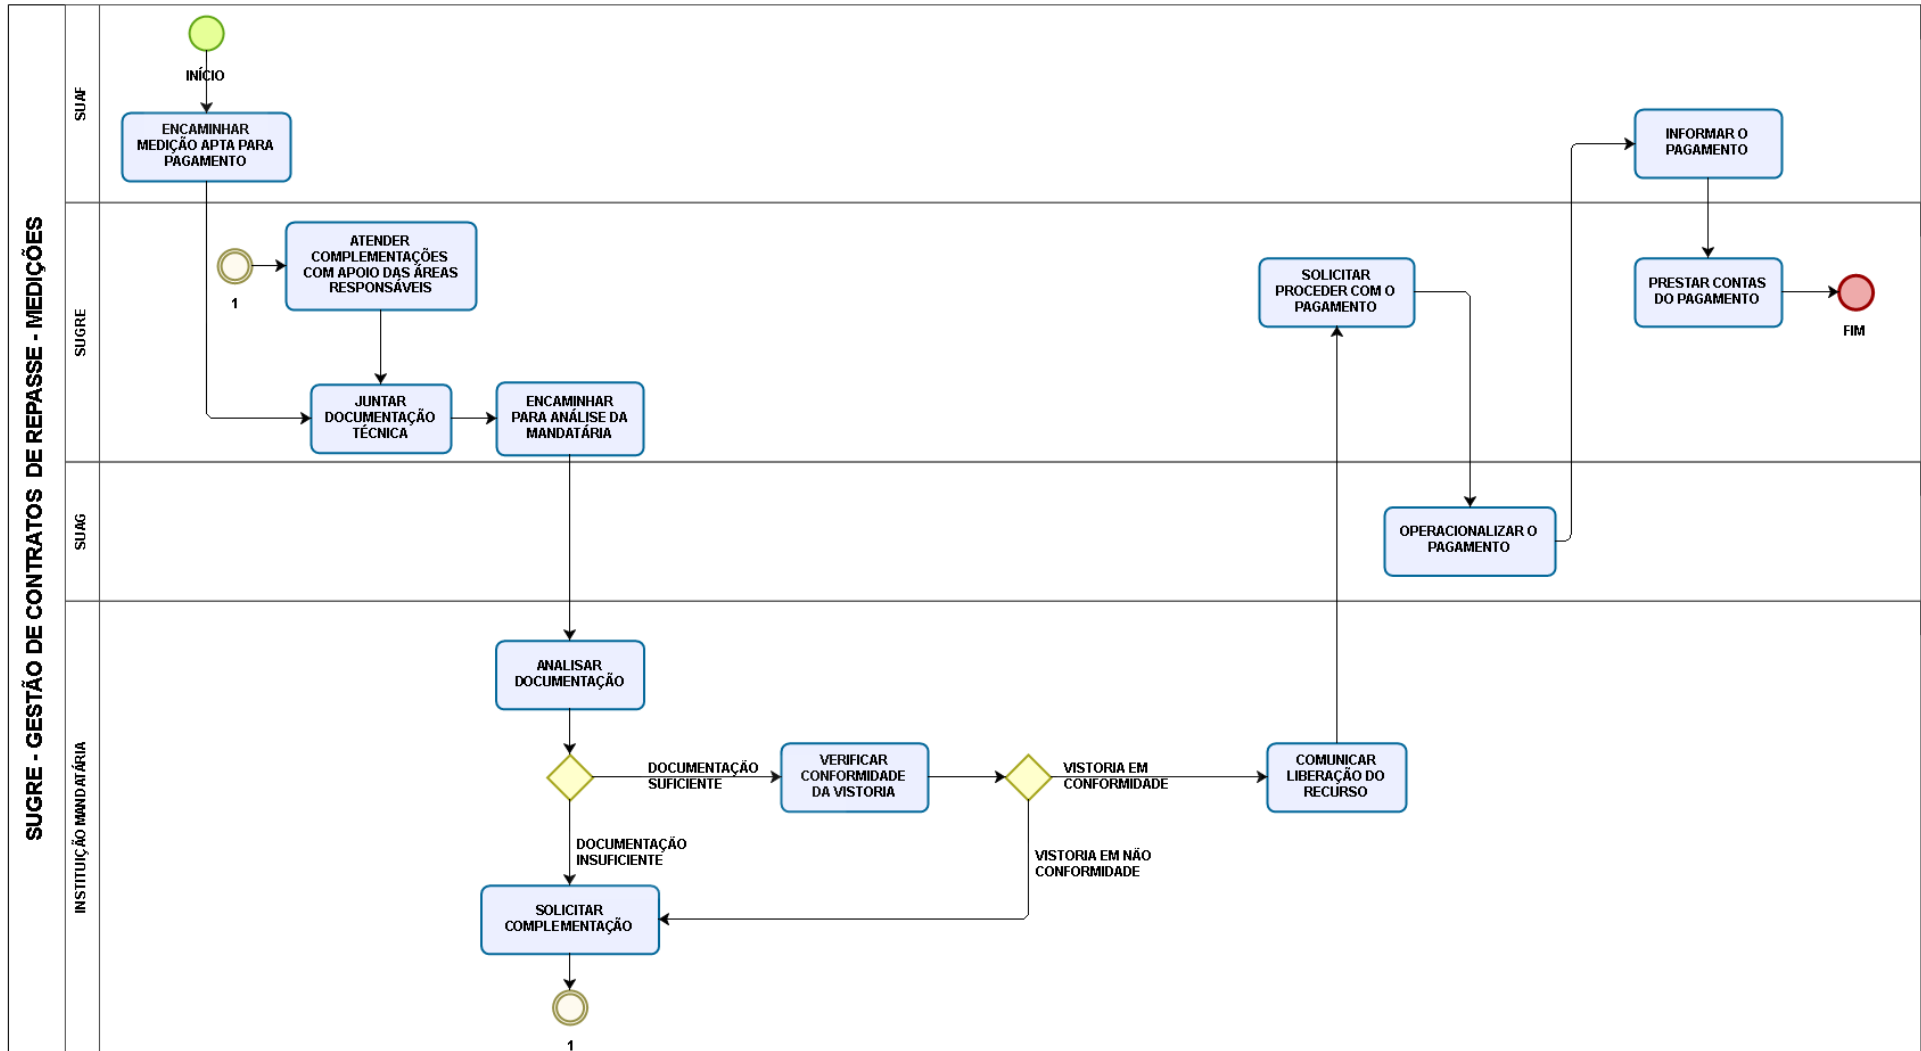 SUGRE - GESTÃO DE CONTRATOS DE REPASSE - MEDIÇÕES
SUAF
INÍCIO
ENCAMINHAR
MEDIÇÃO APTA PARA
PAGAMENTO
INFORMAR O
PAGAMENTO
SUGRE
1
ATENDER
COMPLEMENTAÇÕES
COM APOIO DAS ÁREAS
RESPONSÁVEIS
JUNTAR
DOCUMENTAÇÃO
TÉCNICA
ENCAMINHAR
PARA ANÁLISE DA
MANDATÁRIA
SOLICITAR
PROCEDER COM O
PAGAMENTO
PRESTAR CONTAS
DO PAGAMENTO
FIM
SUAG
OPERACIONALIZAR O
PAGAMENTO
INSTITUIÇÃO MANDATÁRIA
ANALISAR
DOCUMENTAÇÃO
DOCUMENTAÇÃO
SUFICIENTE
VERIFICAR
CONFORMIDADE
DA VISTORIA
VISTORIA EM
CONFORMIDADE
COMUNICAR
LIBERAÇÃO DO
RECURSO
DOCUMENTAÇÃO
INSUFICIENTE
VISTORIA EM NÃO
CONFORMIDADE
SOLICITAR
COMPLEMENTAÇÃO
1